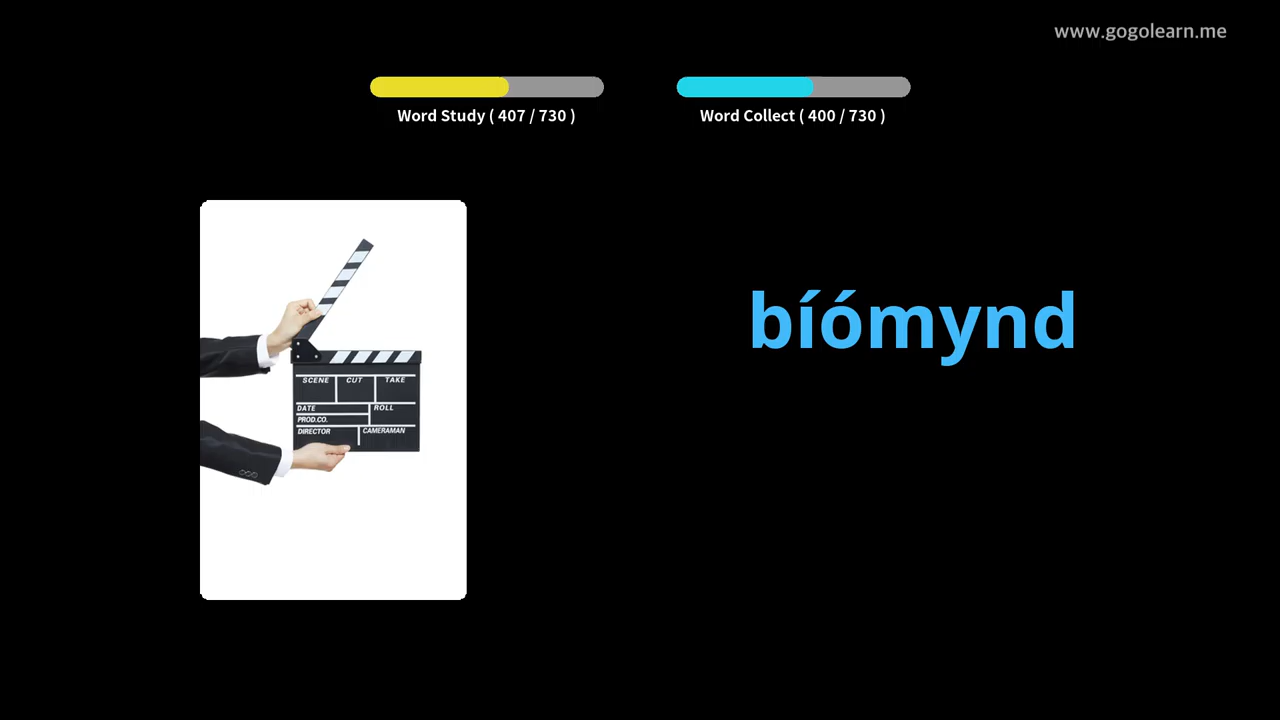 www.gogolearn.me
Word Study ( 407 / 730 )
Word Collect ( 400 / 730 )
SCENE CUT TAKE
DATE ROLL
PROD.CO.
DIRECTOR CAMERAMAN
bíómynd